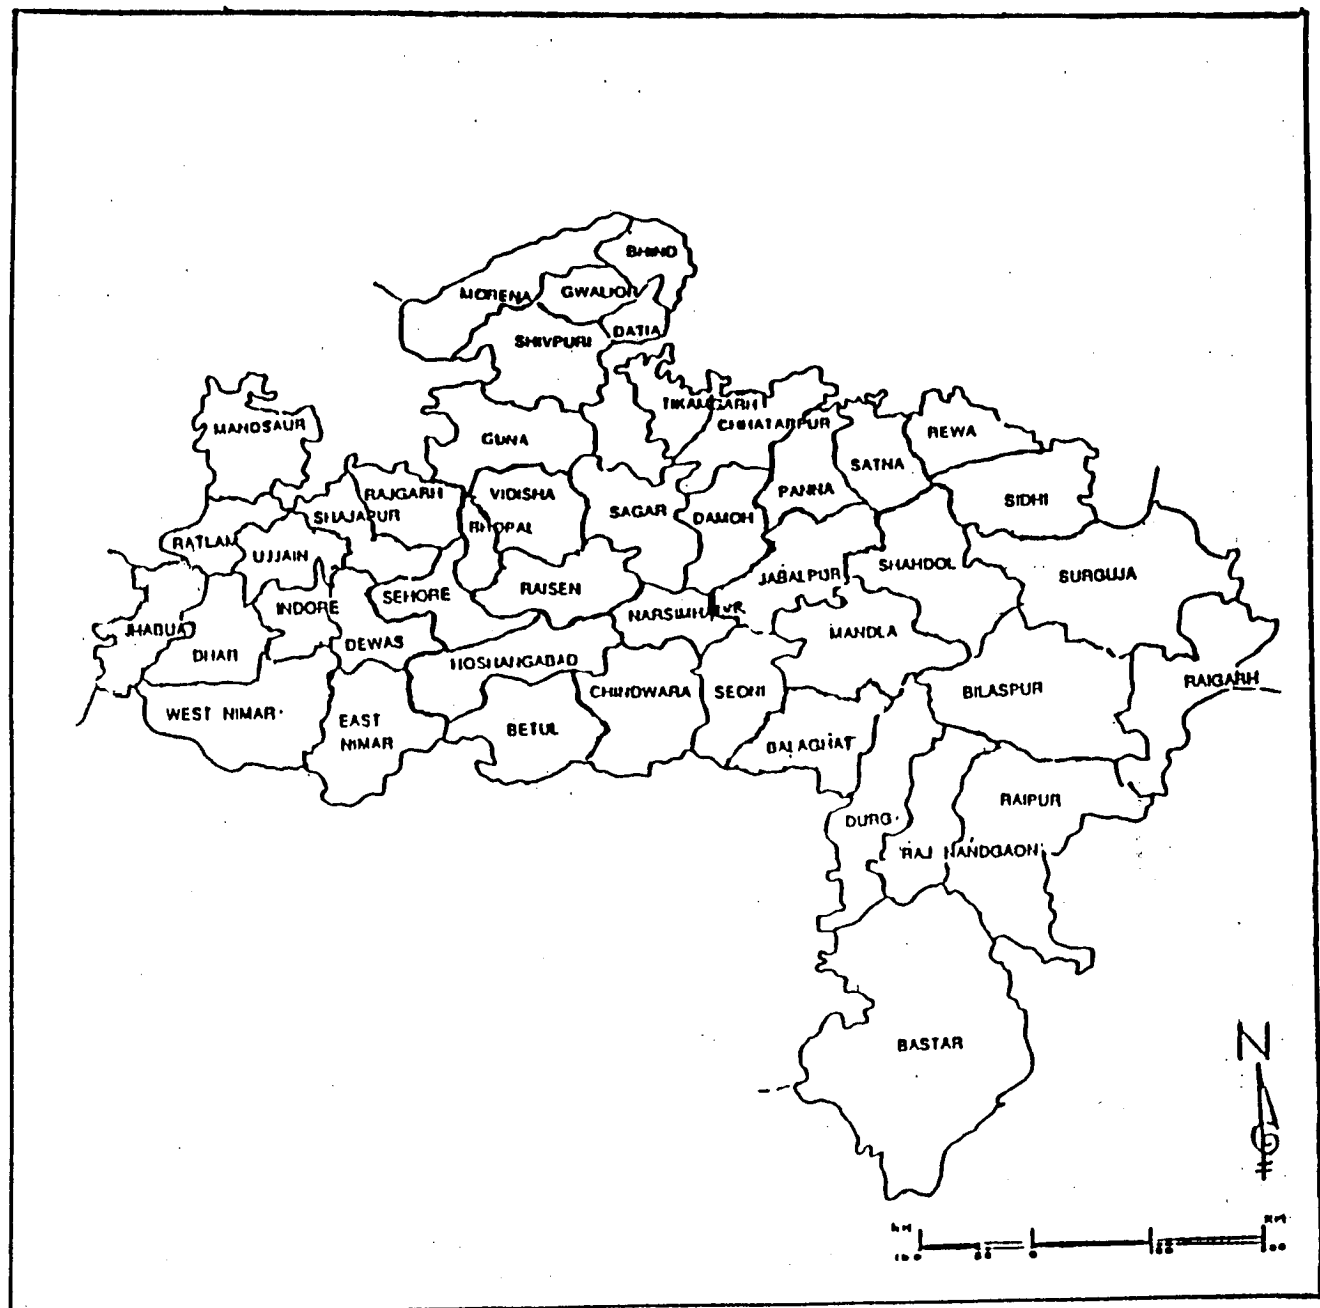 BHIND
MORENA
GWALIOR
DATIA
SHIVPURI
TIKAMGARH
MANDSAUR
CHHATARPUR
GUNA
REWA
SATNA
RAJGARH
VIDISHA
PANNA
SIDHI
SHAJAPUR
SAGAR
DAMOH
BHOPAL
RATLAM
UJJAIN
SHAHDOL
JABALPUR
SURGUJA
RAISEN
SEHORE
INDORE
NARSIMHAPUR
JHABUA
MANDLA
DEWAS
DHAR
HOSHANGABAD
RAIGARH
CHINDWARA
SEONI
BILASPUR
WEST NIMAR
EAST
NIMAR
BETUL
BALAGHAT
RAIPUR
DURG
RAJ NANDGAON
BASTAR
N